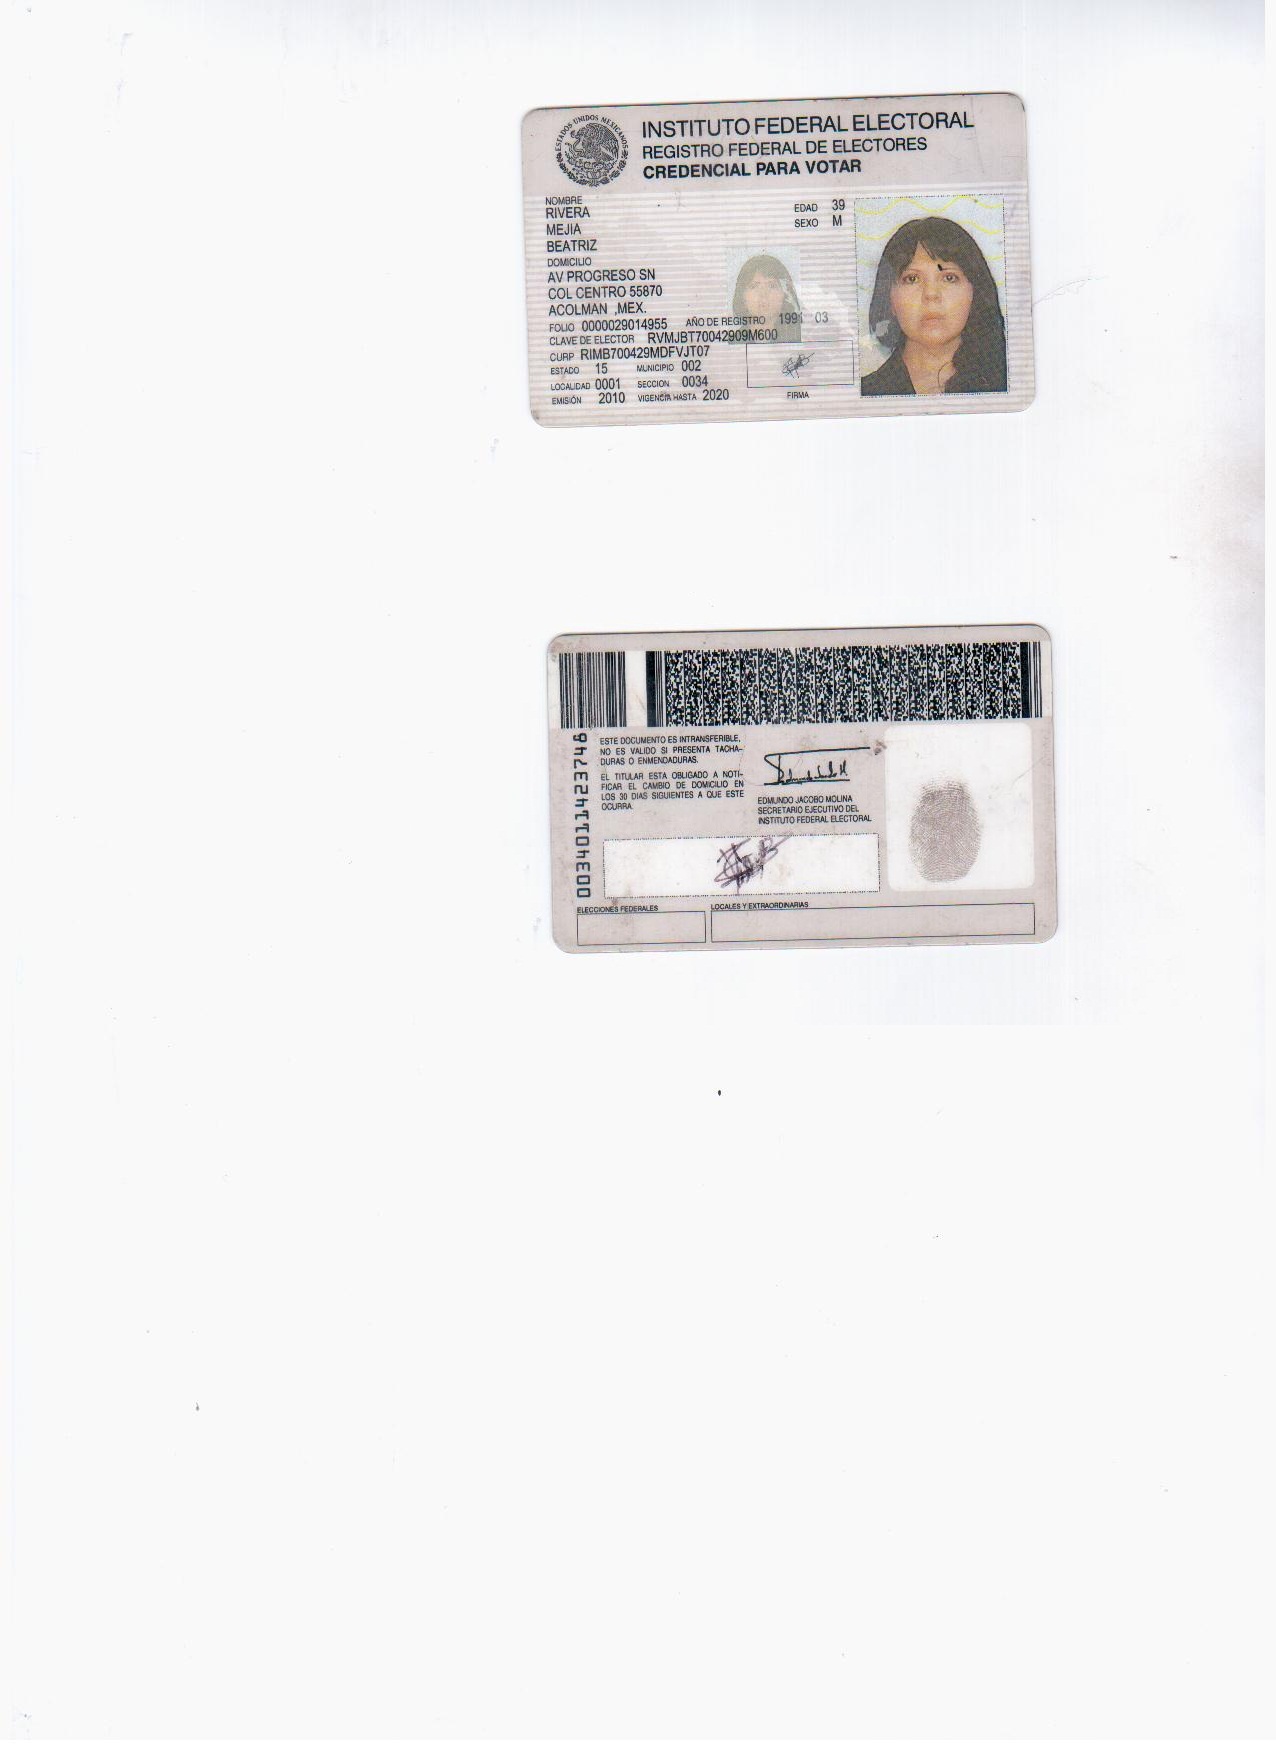 ESTADOS UNIDOS MEXICANOS
INSTITUTO FEDERAL ELECTORAL
REGISTRO FEDERAL DE ELECTORES
CREDENCIAL PARA VOTAR
NOMBRE
RIVERA
MEJIA
BEATRIZ
EDAD 39
SEXO M
DOMICILIO
AV PROGRESO SN
COL CENTRO 55870
ACOLMAN ,MEX.
FOLIO 0000029014955 AÑO DE REGISTRO 1991 03
CLAVE DE ELECTOR RVMJBT70042909M600
CURP RIMB700429MDFVJT07
ESTADO 15 MUNICIPIO 002
LOCALIDAD 0001 SECCION 0034
EMISIÓN 2010 VIGENCIA HASTA 2020
FIRMA
ESTE DOCUMENTO ES INTRANSFERIBLE,
NO ES VALIDO SI PRESENTA TACHA-
DURAS O ENMENDADURAS.
EL TITULAR ESTA OBLIGADO A NOTI-
FICAR EL CAMBIO DE DOMICILIO EN
LOS 30 DIAS SIGUIENTES A QUE ESTE
OCURRA.
EDMUNDO JACOBO MOLINA
SECRETARIO EJECUTIVO DEL
INSTITUTO FEDERAL ELECTORAL
ELECCIONES FEDERALES
LOCALES Y EXTRAORDINARIAS